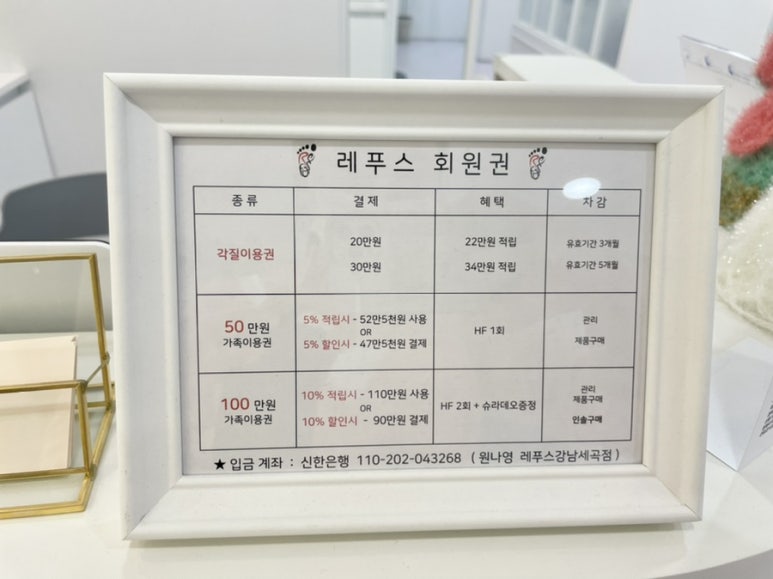 레푸스 회원권
종류 결제 혜택 차감
각질이용권
20만원 22만원 적립 유효기간 3개월
30만원 34만원 적립 유효기간 5개월
50 만원
가족이용권
5% 적립시 - 52만5천원 사용
OR
5% 할인시 - 47만5천원 결제
HF 1회
관리
제품구매
100 만원
가족이용권
10% 적립시 - 110만원 사용
OR
10% 할인시 - 90만원 결제
HF 2회 + 슈라데오증정
관리
제품구매
인솔구매
★ 입금 계좌 : 신한은행 110-202-043268 ( 원나영 레푸스강남세곡점 )